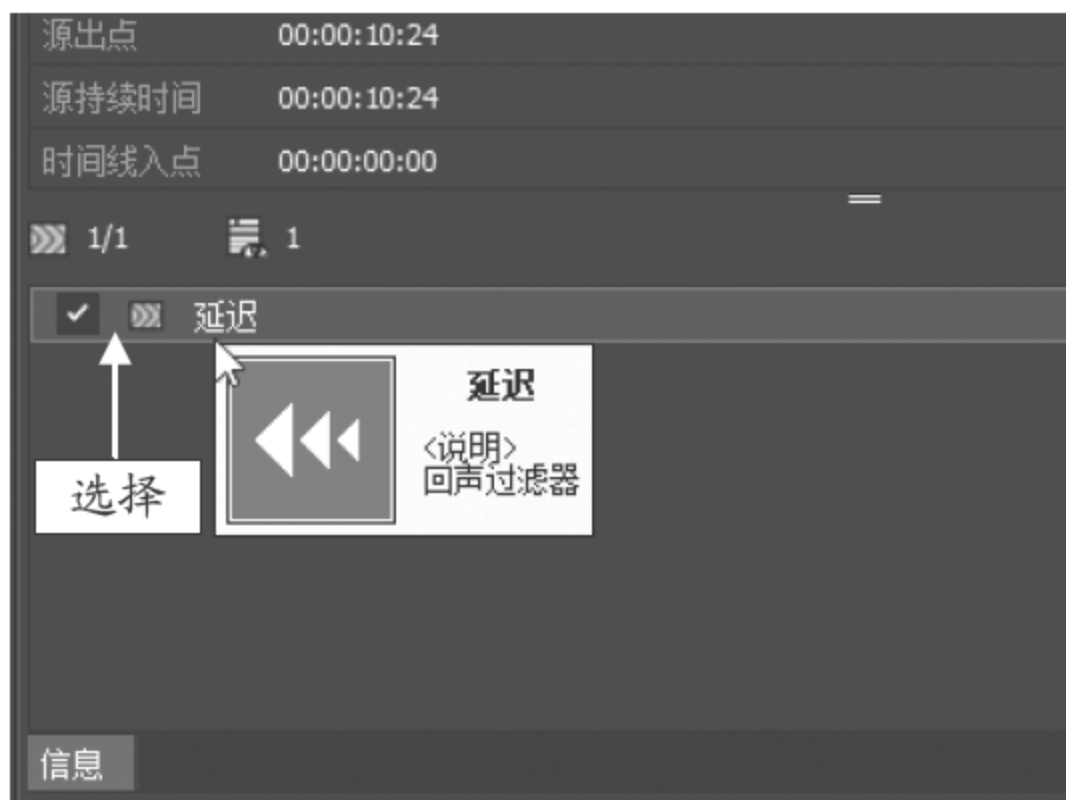 源出点 00:00:10:24
源持续时间 00:00:10:24
时间线入点 00:00:00:00
1/1 1
延迟
延迟
<说明>
回声过滤器
选择
信息